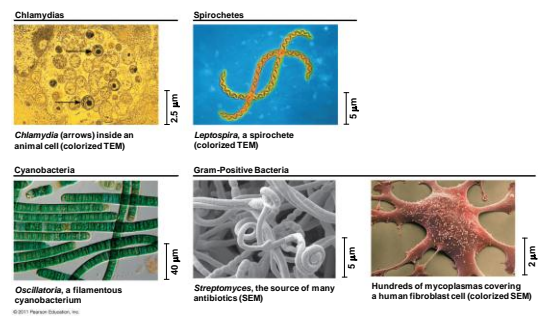 Chlamydias
2.5 µm
Chlamydia (arrows) inside an
animal cell (colorized TEM)
Spirochetes
5 µm
Leptospira, a spirochete
(colorized TEM)
Cyanobacteria
40 µm
Oscillatoria, a filamentous
cyanobacterium
Gram-Positive Bacteria
5 µm
Streptomyces, the source of many
antibiotics (SEM)
2 µm
Hundreds of mycoplasmas covering
a human fibroblast cell (colorized SEM)
© 2011 Pearson Education, Inc.